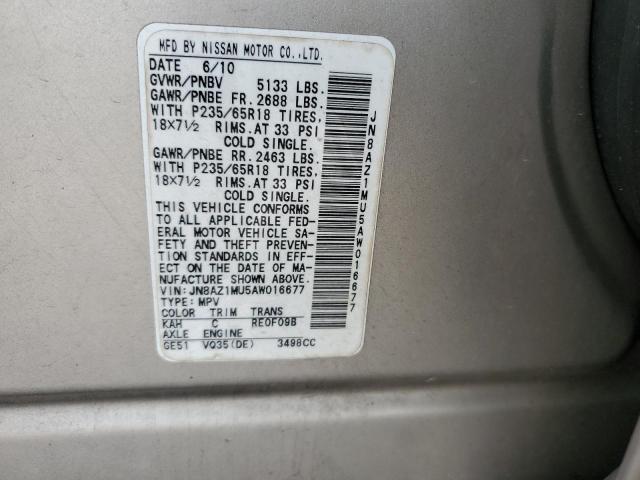 MFD BY NISSAN MOTOR CO.,LTD.
DATE 6/10
GVWR/PNBV 5133 LBS.
GAWR/PNBE FR. 2688 LBS.
WITH P235/65R18 TIRES,
18X7½ RIMS. AT 33 PSI
COLD SINGLE.
GAWR/PNBE RR. 2463 LBS.
WITH P235/65R18 TIRES,
18X7½ RIMS. AT 33 PSI
COLD SINGLE.
THIS VEHICLE CONFORMS
TO ALL APPLICABLE FED-
ERAL MOTOR VEHICLE SA-
FETY AND THEFT PREVEN-
TION STANDARDS IN EFF-
ECT ON THE DATE OF MA-
NUFACTURE SHOWN ABOVE.
VIN: JN8AZ1MU5AW016677
TYPE: MPV
COLOR TRIM TRANS
KAH C RE0F09B
AXLE ENGINE
GE51 VQ35(DE) 3498CC
JN8AZ1MU5AW016677